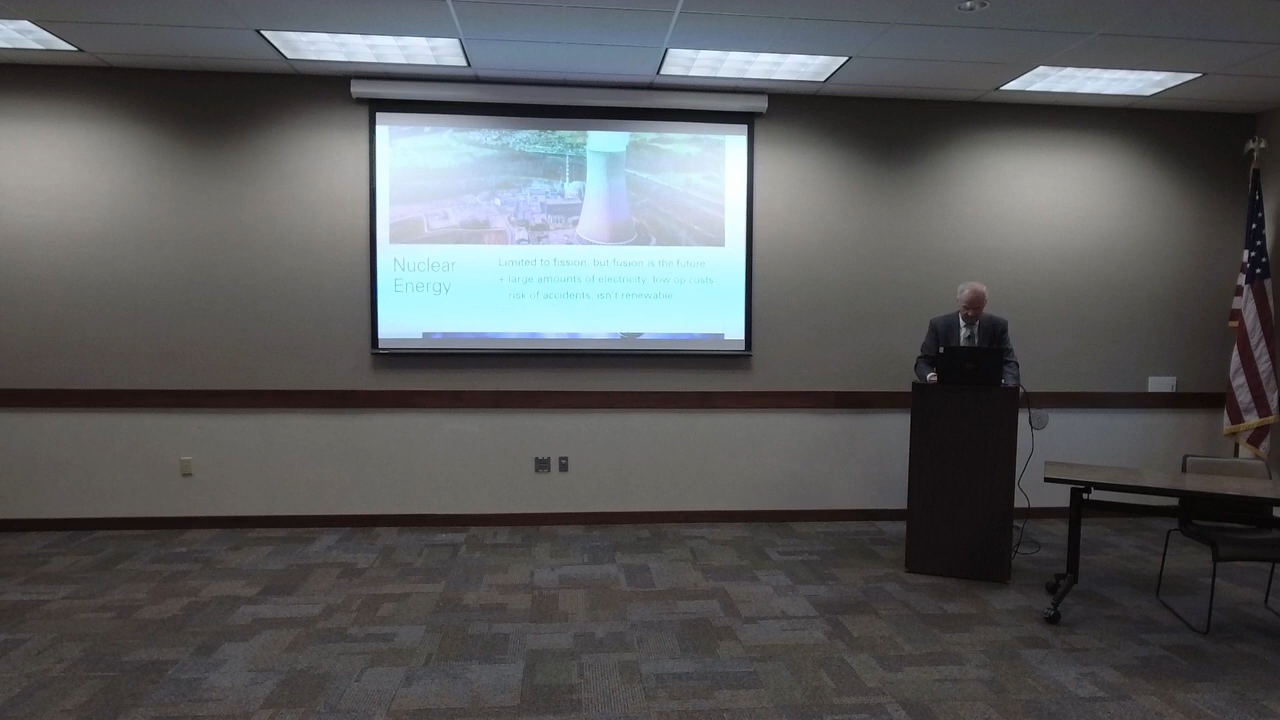 Nuclear
Energy
Limited to fission, but fusion is the future
+ large amounts of electricity, low op costs
risk of accidents, isn't renewable